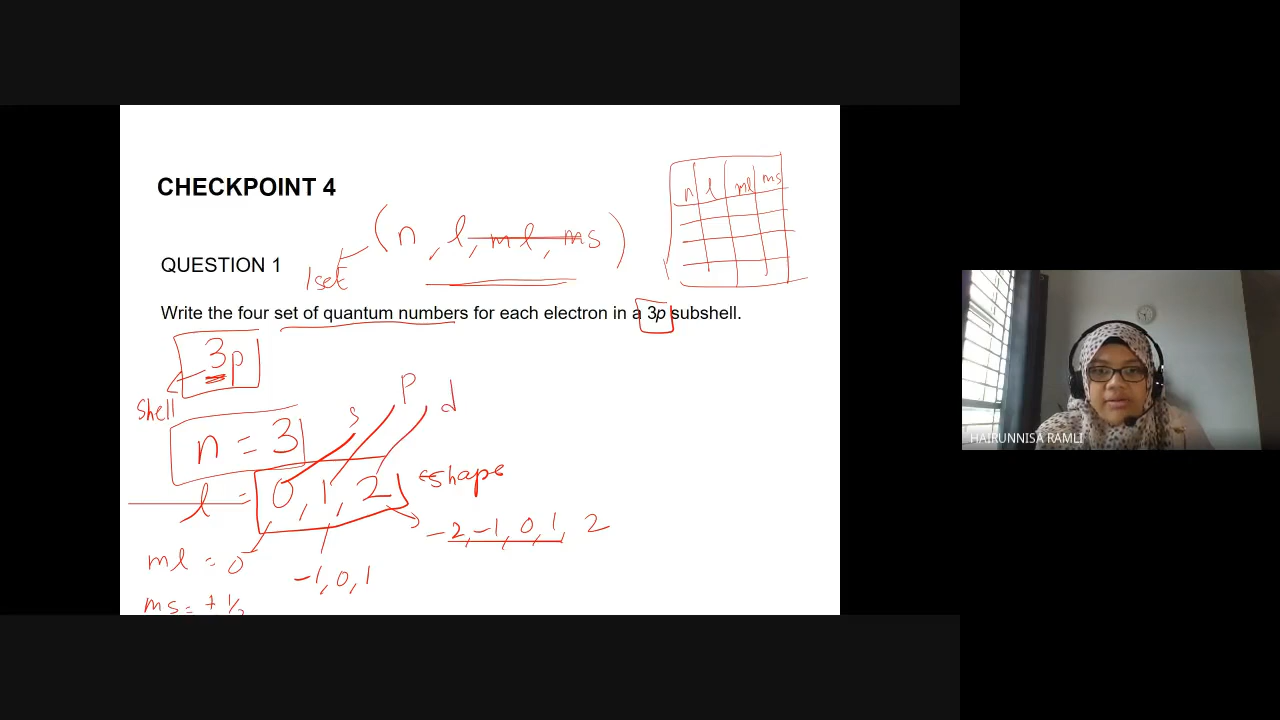 CHECKPOINT 4
n l ml ms
(n, l, ml, ms)
QUESTION 1
1 set
Write the four set of quantum numbers for each electron in a 3p subshell.
3p
shell
s p d
n = 3
l = 0, 1, 2 shape
-2, -1, 0, 1, 2
ml = 0
-1, 0, 1
ms = + 1/2
HAIRUNNISA RAMLI